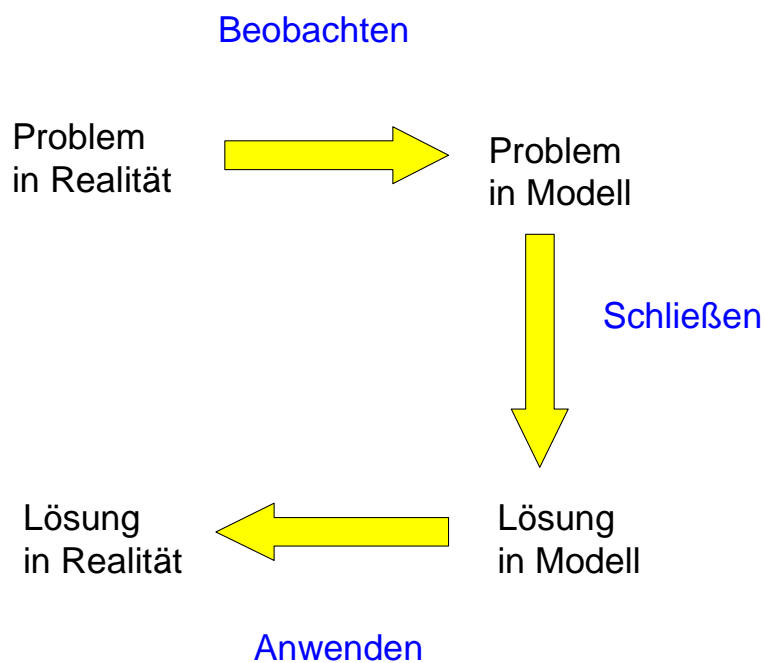 Beobachten
Problem
in Realität
Problem
in Modell
Schließen
Lösung
in Realität
Lösung
in Modell
Anwenden